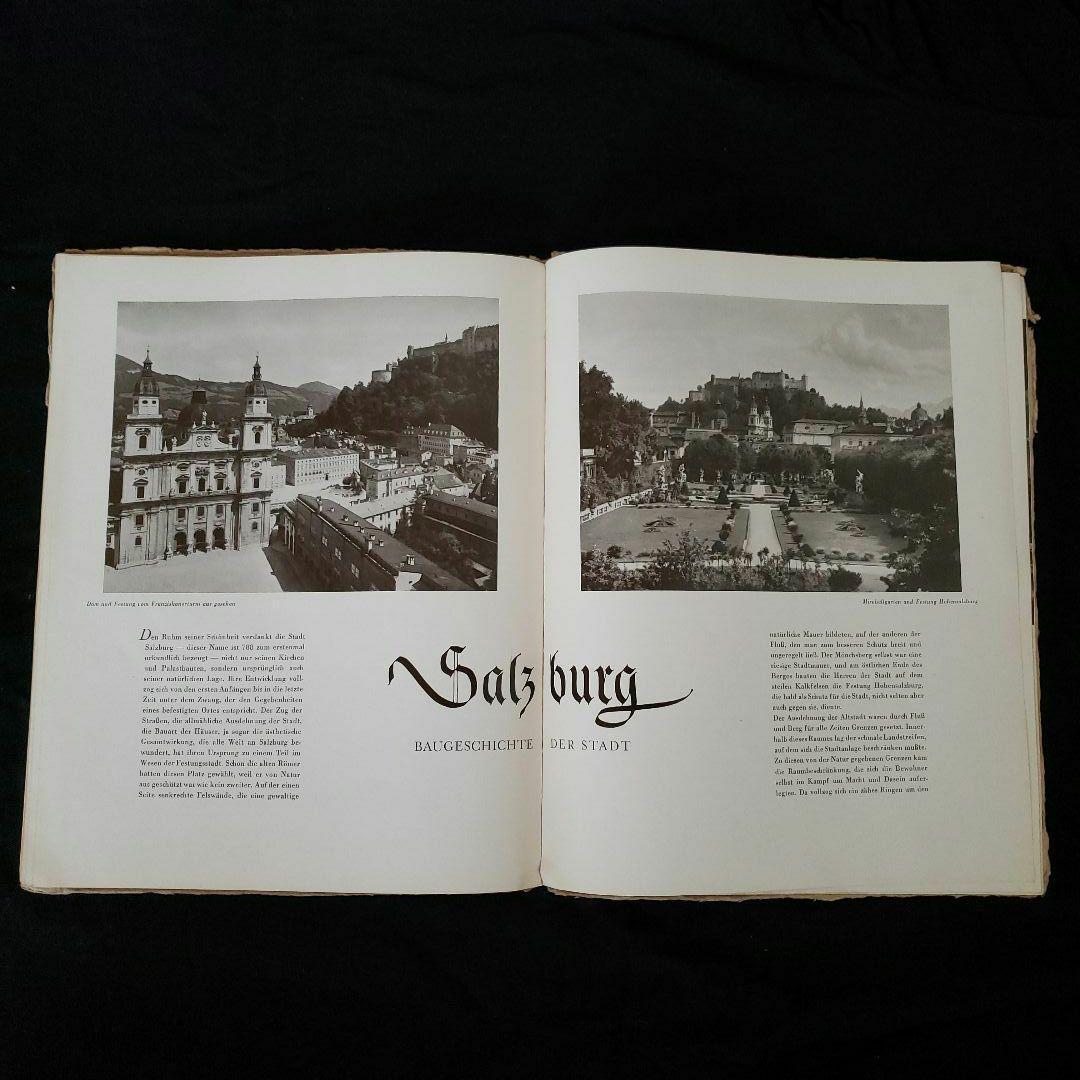 Dom und Festung vom Franziskanerturm aus gesehen
Mirabellgarten und Festung Hohensalzburg
Salzburg
BAUGESCHICHTE DER STADT
Den Ruhm seiner Schönheit verdankt die Stadt
Salzburg — dieser Name ist 788 zum erstenmal
urkundlich bezeugt — nicht nur seinen Kirchen
und Palastbauten, sondern ursprünglich auch
seiner natürlichen Lage. Ihre Entwicklung voll-
zog sich von den ersten Anfängen bis in die letzte
Zeit unter dem Zwang, der den Gegebenheiten
eines befestigten Ortes entspricht. Der Zug der
Straßen, die allmähliche Ausdehnung der Stadt,
die Bauart der Häuser, ja sogar die ästhetische
Gesamtwirkung, die alle Welt an Salzburg be-
wundert, hat ihren Ursprung zu einem Teil im
Wesen der Festungsstadt. Schon die alten Römer
hatten diesen Platz gewählt, weil er von Natur
aus geschützt war wie kein zweiter. Auf der einen
Seite senkrechte Felswände, die eine gewaltige
natürliche Mauer bildeten, auf der anderen der
Fluß, den man zum besseren Schutz breit und
ungeregelt ließ. Der Mönchsberg selbst war eine
riesige Stadtmauer, und am östlichen Ende des
Berges bauten die Herren der Stadt auf dem
steilen Kalkfelsen die Festung Hohensalzburg,
die bald als Schutz für die Stadt, nicht selten aber
auch gegen sie, diente.
Der Ausdehnung der Altstadt waren durch Fluß
und Berg für alle Zeiten Grenzen gesetzt. Inner-
halb dieses Raumes lag der schmale Landstreifen,
auf dem sich die Stadtanlage beschränken mußte.
Zu diesen von der Natur gegebenen Grenzen kam
die Raumbeschränkung, die sich die Bewohner
selbst im Kampf um Macht und Dasein aufer-
legten. Da vollzog sich ein zähes Ringen um den